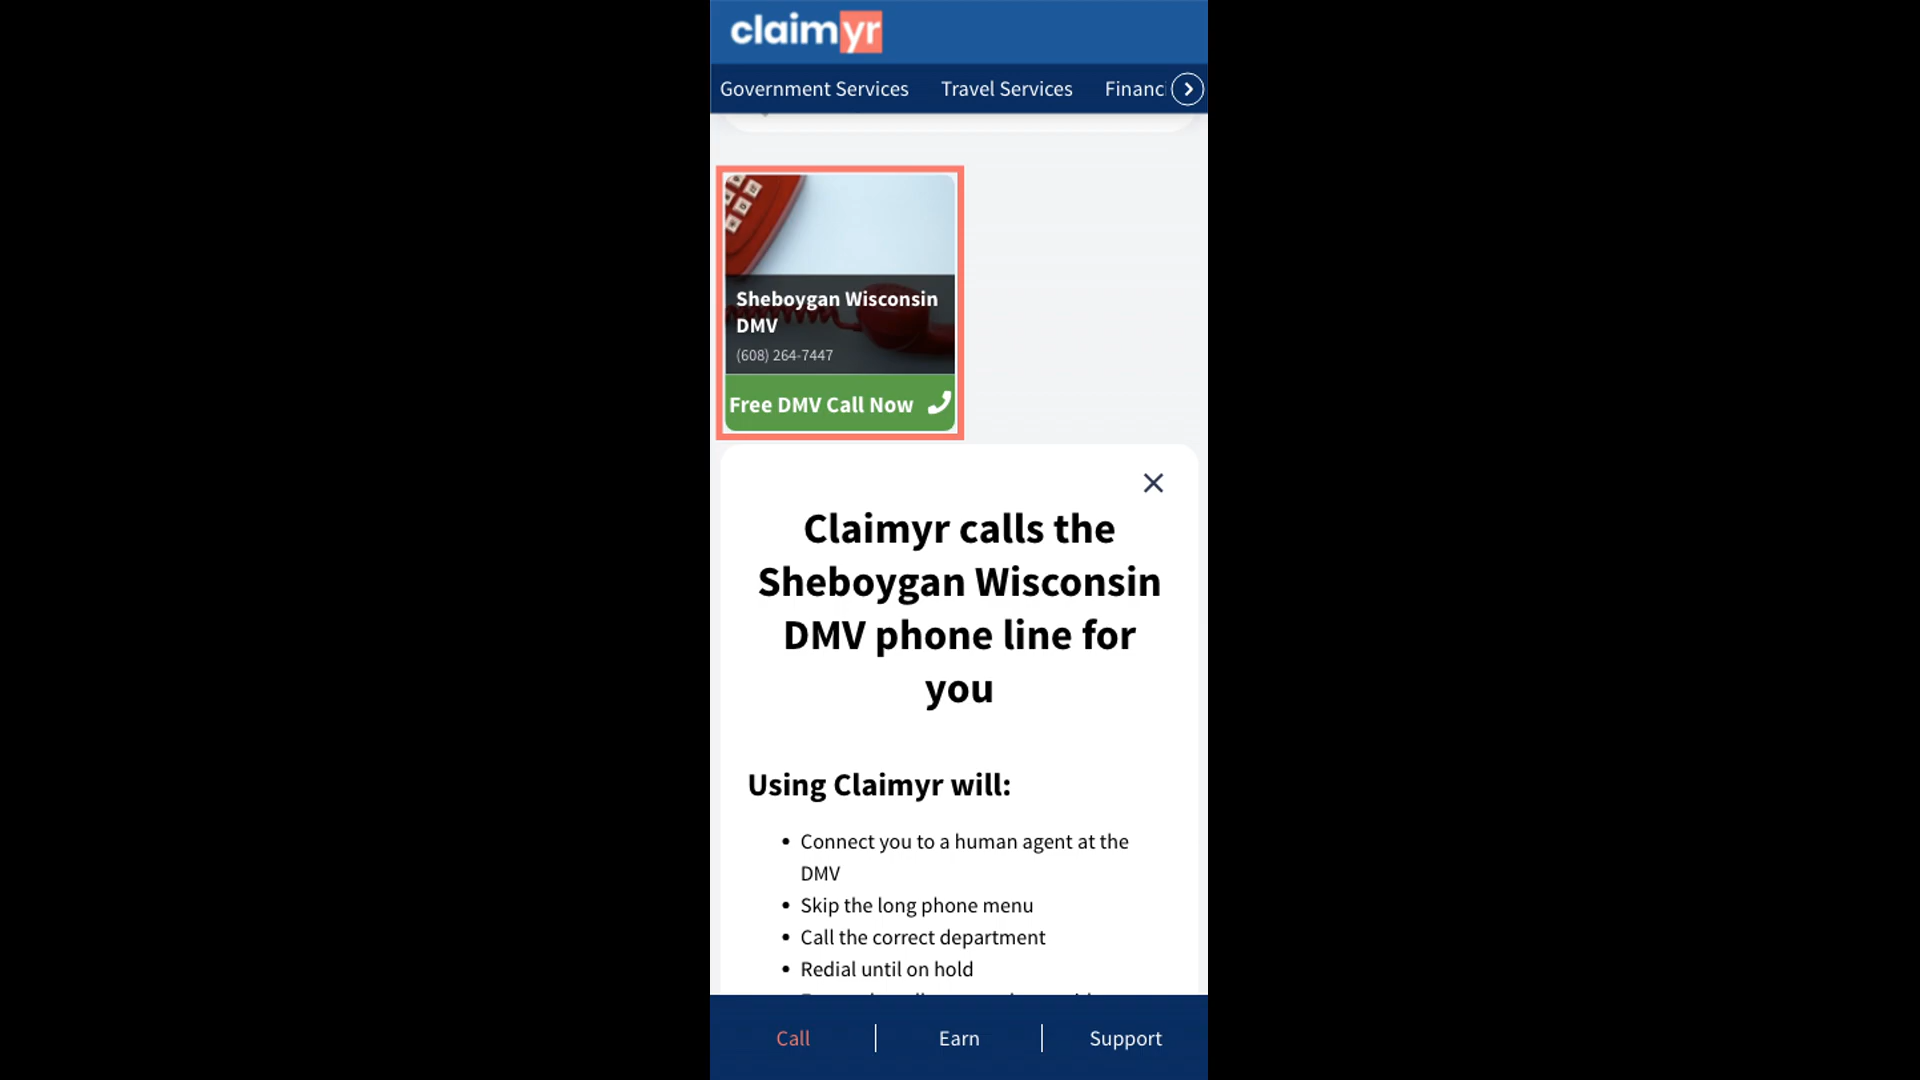 claimyr
Government Services Travel Services Financ
Sheboygan Wisconsin
DMV
(608) 264-7447
Free DMV Call Now
Claimyr calls the
Sheboygan Wisconsin
DMV phone line for
you
Using Claimyr will:
• Connect you to a human agent at the
DMV
• Skip the long phone menu
• Call the correct department
• Redial until on hold
Call | Earn | Support